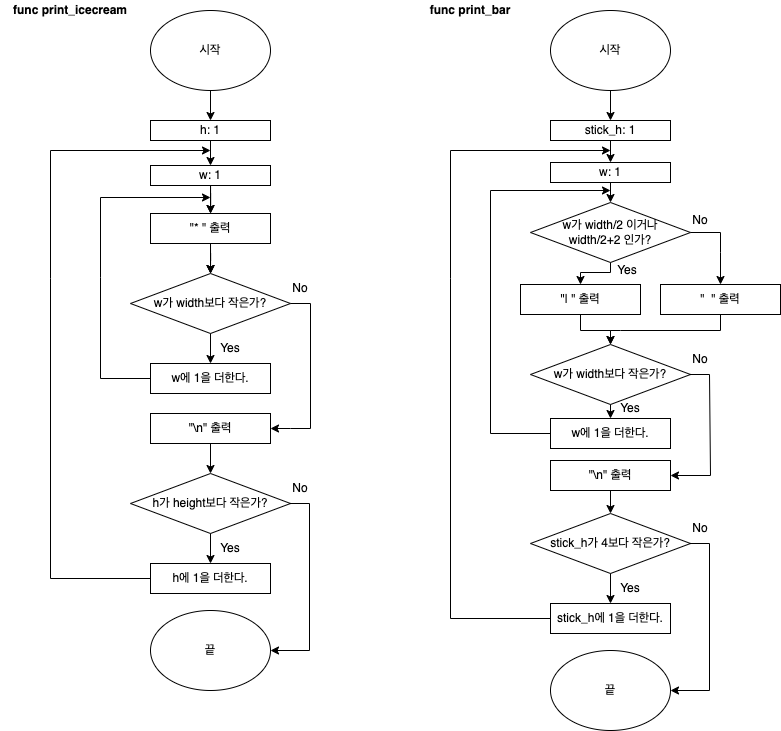 func print_icecream
시작
h: 1
w: 1
"* " 출력
w가 width보다 작은가?
No
Yes
w에 1을 더한다.
"\n" 출력
h가 height보다 작은가?
No
Yes
h에 1을 더한다.
끝
func print_bar
시작
stick_h: 1
w: 1
w가 width/2 이거나
width/2+2 인가?
No
Yes
"| " 출력
"  " 출력
w가 width보다 작은가?
No
Yes
w에 1을 더한다.
"\n" 출력
stick_h가 4보다 작은가?
No
Yes
stick_h에 1을 더한다.
끝